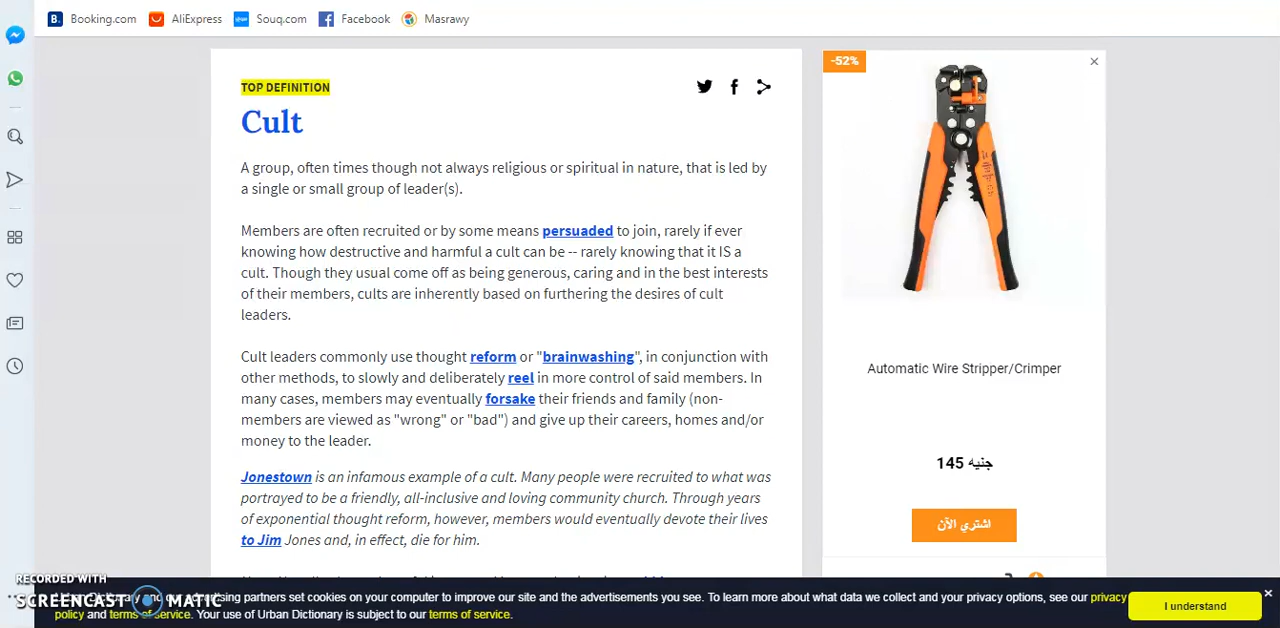 Booking.com AliExpress Souq.com Facebook Masrawy
TOP DEFINITION
Cult
A group, often times though not always religious or spiritual in nature, that is led by
a single or small group of leader(s).
Members are often recruited or by some means persuaded to join, rarely if ever
knowing how destructive and harmful a cult can be -- rarely knowing that it IS a
cult. Though they usual come off as being generous, caring and in the best interests
of their members, cults are inherently based on furthering the desires of cult
leaders.
Cult leaders commonly use thought reform or "brainwashing", in conjunction with
other methods, to slowly and deliberately reel in more control of said members. In
many cases, members may eventually forsake their friends and family (non-
members are viewed as "wrong" or "bad") and give up their careers, homes and/or
money to the leader.
Jonestown is an infamous example of a cult. Many people were recruited to what was
portrayed to be a friendly, all-inclusive and loving community church. Through years
of exponential thought reform, however, members would eventually devote their lives
to Jim Jones and, in effect, die for him.
-52%
Automatic Wire Stripper/Crimper
جنيه 145
اشتري الآن
Urban Dictionary and our advertising partners set cookies on your computer to improve our site and the advertisements you see. To learn more about what data we collect and your privacy options, see our privacy
policy and terms of service. Your use of Urban Dictionary is subject to our terms of service.
I understand
RECORDED WITH
SCREENCAST MATIC